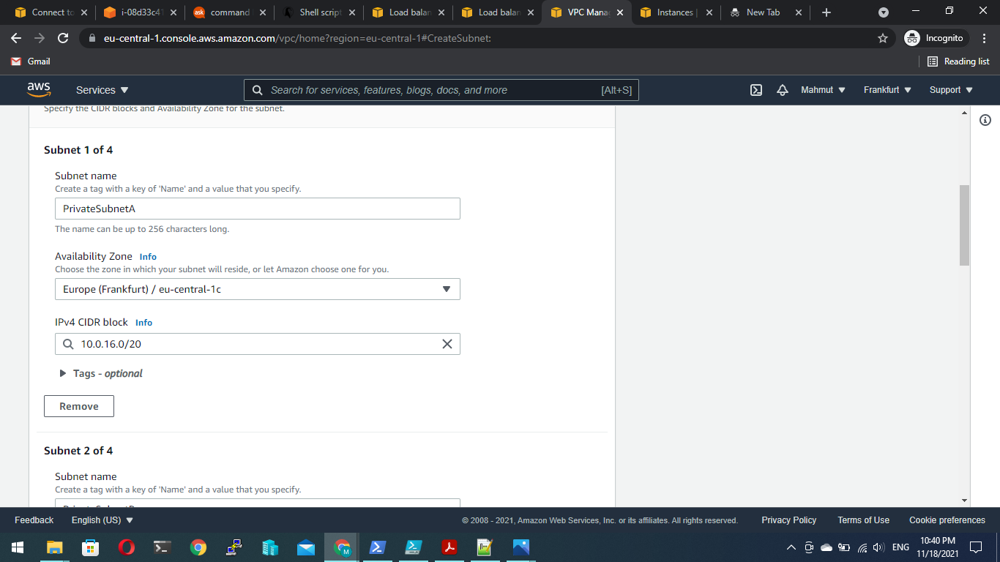 Connect to
i-08d33c41
command
Shell script
Load balan
Load balan
VPC Mana
Instances |
New Tab
eu-central-1.console.aws.amazon.com/vpc/home?region=eu-central-1#CreateSubnet:
Incognito
Gmail
Reading list
aws
Services
Search for services, features, blogs, docs, and more
[Alt+S]
Mahmut
Frankfurt
Support
Specify the CIDR blocks and Availability Zone for the subnet.
Subnet 1 of 4
Subnet name
Create a tag with a key of 'Name' and a value that you specify.
PrivateSubnetA
The name can be up to 256 characters long.
Availability Zone Info
Choose the zone in which your subnet will reside, or let Amazon choose one for you.
Europe (Frankfurt) / eu-central-1c
IPv4 CIDR block Info
10.0.16.0/20
Tags - optional
Remove
Subnet 2 of 4
Subnet name
Create a tag with a key of 'Name' and a value that you specify.
Feedback
English (US)
© 2008 - 2021, Amazon Web Services, Inc. or its affiliates. All rights reserved.
Privacy Policy
Terms of Use
Cookie preferences
ENG
10:40 PM
11/18/2021